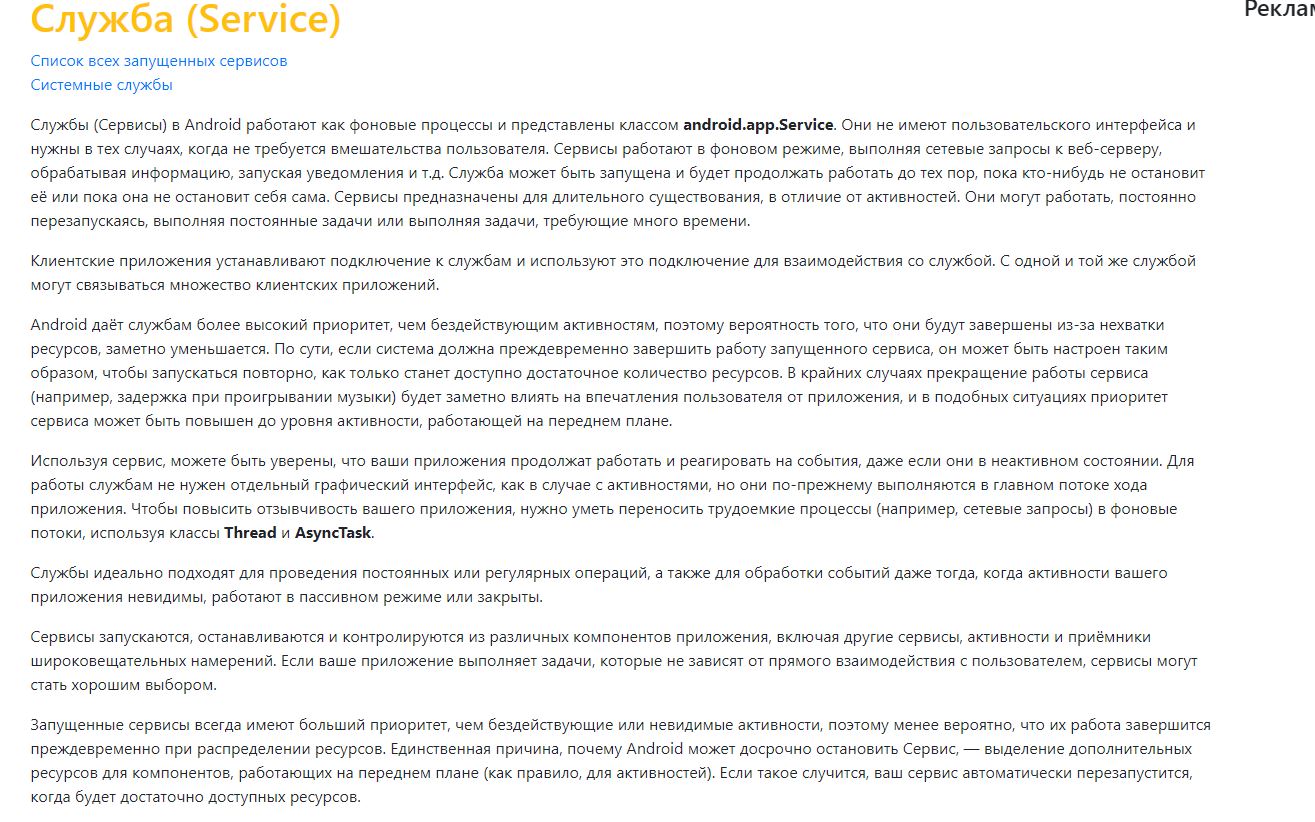 Служба (Service)
Реклам
Список всех запущенных сервисов
Системные службы
Службы (Сервисы) в Android работают как фоновые процессы и представлены классом android.app.Service. Они не имеют пользовательского интерфейса и
нужны в тех случаях, когда не требуется вмешательства пользователя. Сервисы работают в фоновом режиме, выполняя сетевые запросы к веб-серверу,
обрабатывая информацию, запуская уведомления и т.д. Служба может быть запущена и будет продолжать работать до тех пор, пока кто-нибудь не остановит
её или пока она не остановит себя сама. Сервисы предназначены для длительного существования, в отличие от активностей. Они могут работать, постоянно
перезапускаясь, выполняя постоянные задачи или выполняя задачи, требующие много времени.
Клиентские приложения устанавливают подключение к службам и используют это подключение для взаимодействия со службой. С одной и той же службой
могут связываться множество клиентских приложений.
Android даёт службам более высокий приоритет, чем бездействующим активностям, поэтому вероятность того, что они будут завершены из-за нехватки
ресурсов, заметно уменьшается. По сути, если система должна преждевременно завершить работу запущенного сервиса, он может быть настроен таким
образом, чтобы запускаться повторно, как только станет доступно достаточное количество ресурсов. В крайних случаях прекращение работы сервиса
(например, задержка при проигрывании музыки) будет заметно влиять на впечатления пользователя от приложения, и в подобных ситуациях приоритет
сервиса может быть повышен до уровня активности, работающей на переднем плане.
Используя сервис, можете быть уверены, что ваши приложения продолжат работать и реагировать на события, даже если они в неактивном состоянии. Для
работы службам не нужен отдельный графический интерфейс, как в случае с активностями, но они по-прежнему выполняются в главном потоке хода
приложения. Чтобы повысить отзывчивость вашего приложения, нужно уметь переносить трудоемкие процессы (например, сетевые запросы) в фоновые
потоки, используя классы Thread и AsyncTask.
Службы идеально подходят для проведения постоянных или регулярных операций, а также для обработки событий даже тогда, когда активности вашего
приложения невидимы, работают в пассивном режиме или закрыты.
Сервисы запускаются, останавливаются и контролируются из различных компонентов приложения, включая другие сервисы, активности и приёмники
широковещательных намерений. Если ваше приложение выполняет задачи, которые не зависят от прямого взаимодействия с пользователем, сервисы могут
стать хорошим выбором.
Запущенные сервисы всегда имеют больший приоритет, чем бездействующие или невидимые активности, поэтому менее вероятно, что их работа завершится
преждевременно при распределении ресурсов. Единственная причина, почему Android может досрочно остановить Сервис, — выделение дополнительных
ресурсов для компонентов, работающих на переднем плане (как правило, для активностей). Если такое случится, ваш сервис автоматически перезапустится,
когда будет достаточно доступных ресурсов.